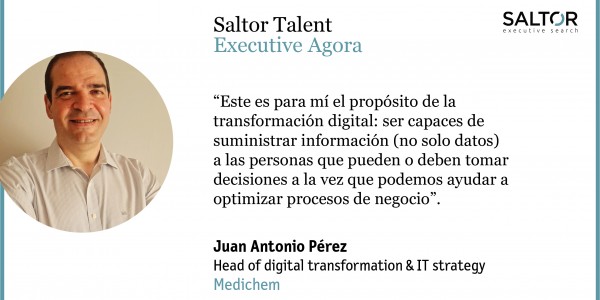 Saltor Talent
Executive Agora
SALTOR
executive search
“Este es para mí el propósito de la
transformación digital: ser capaces de
suministrar información (no solo datos)
a las personas que pueden o deben tomar
decisiones a la vez que podemos ayudar a
optimizar procesos de negocio”.
Juan Antonio Pérez
Head of digital transformation & IT strategy
Medichem